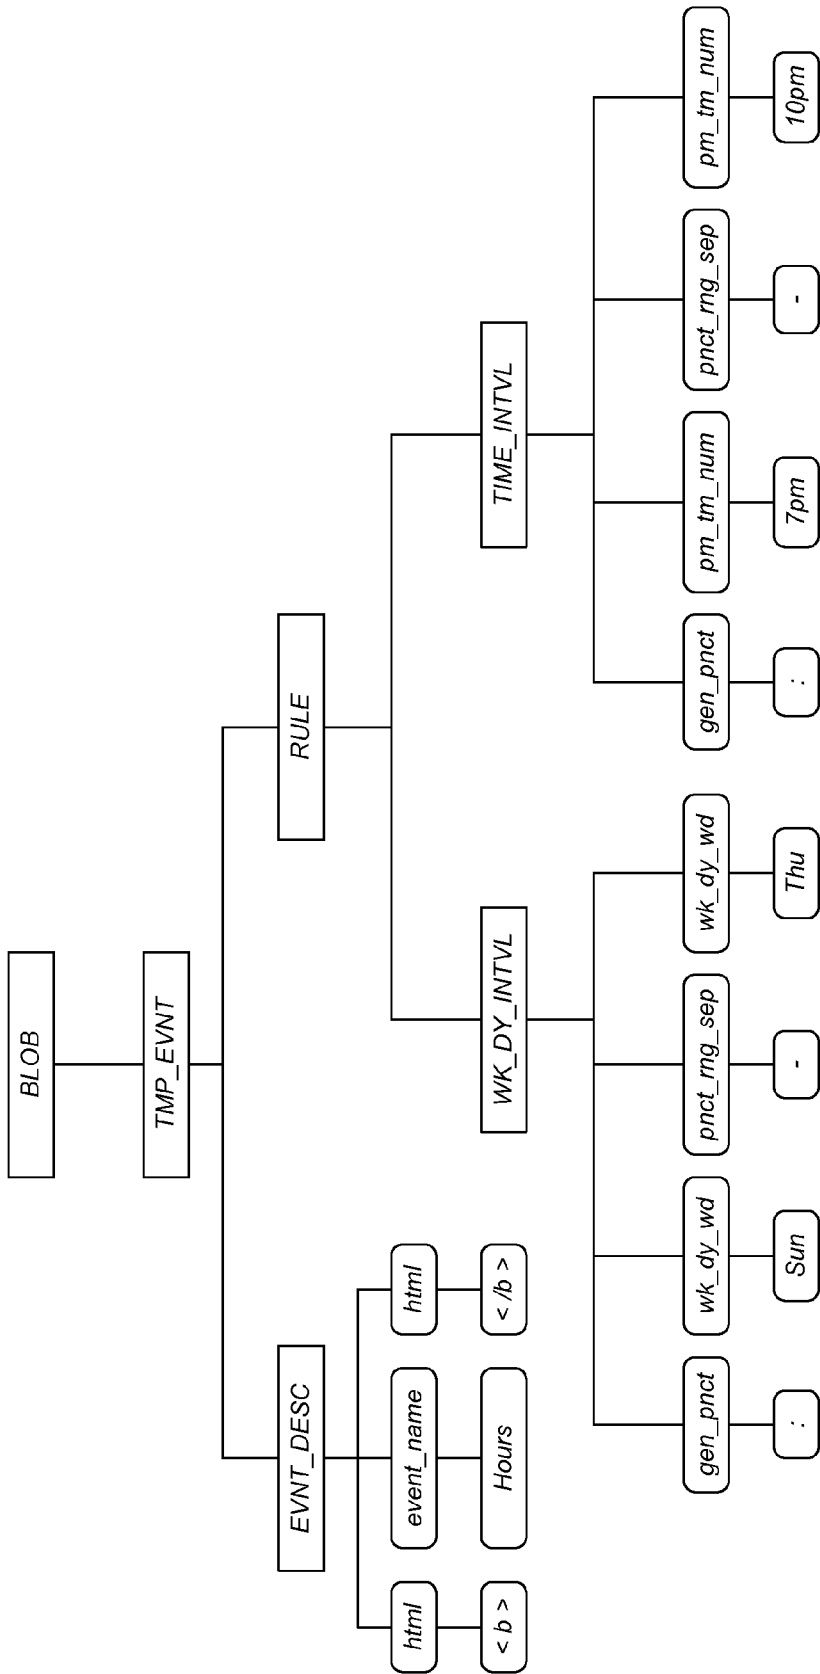 BLOB
TMP_EVNT
EVNT_DESC
RULE
html
event_name
html
< b >
Hours
< /b >
WK_DY_INTVL
TIME_INTVL
gen_pnct
wk_dy_wd
pnct_rng_sep
wk_dy_wd
gen_pnct
pm_tm_num
pnct_rng_sep
pm_tm_num
:
Sun
-
Thu
:
7pm
-
10pm